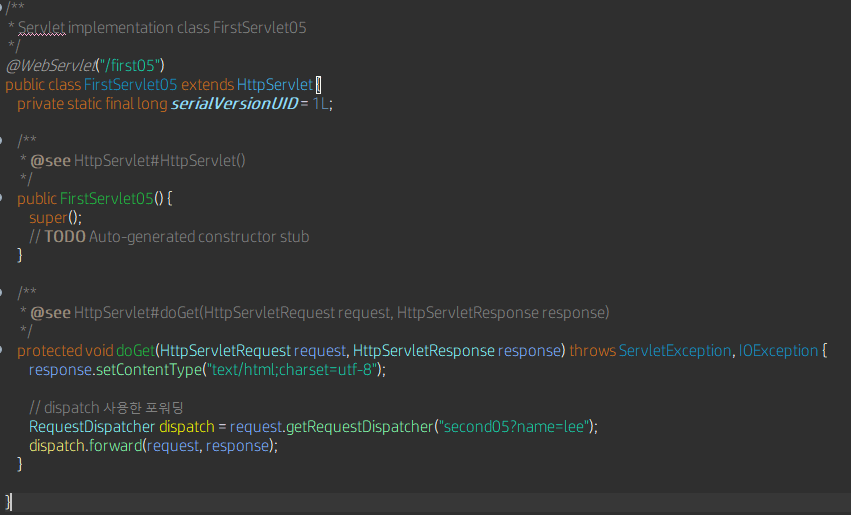 /**
 * Servlet implementation class FirstServlet05
 */
@WebServlet("/first05")
public class FirstServlet05 extends HttpServlet {
    private static final long serialVersionUID = 1L;
    /**
     * @see HttpServlet#HttpServlet()
     */
    public FirstServlet05() {
        super();
        // TODO Auto-generated constructor stub
    }
    /**
     * @see HttpServlet#doGet(HttpServletRequest request, HttpServletResponse response)
     */
    protected void doGet(HttpServletRequest request, HttpServletResponse response) throws ServletException, IOException {
        response.setContentType("text/html;charset=utf-8");
        // dispatch 사용한 포워딩
        RequestDispatcher dispatch = request.getRequestDispatcher("second05?name=lee");
        dispatch.forward(request, response);
    }
}